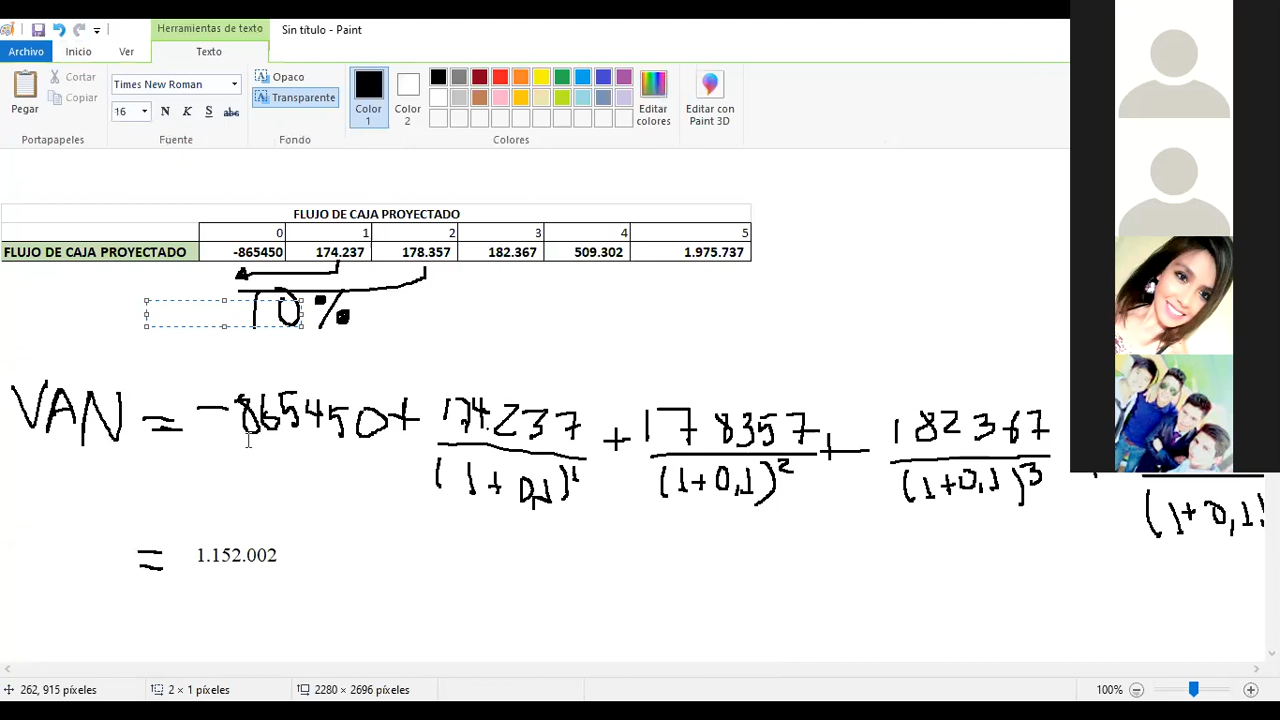 Herramientas de texto Sin título - Paint
Archivo Inicio Ver Texto
Pegar Cortar Copiar
Portapapeles
Times New Roman
16 N K S abc
Fuente
Opaco
Transparente
Fondo
Color 1
Color 2
Editar colores
Colores
Editar con Paint 3D
FLUJO DE CAJA PROYECTADO
0 1 2 3 4 5
FLUJO DE CAJA PROYECTADO -865450 174.237 178.357 182.367 509.302 1.975.737
10%
VAN = -865450 + 174.237 + 178357 + 182367
(1+0,1)^1 (1+0,1)^2 (1+0,1)^3 (1+0,1)
= 1.152.002
262, 915 píxeles 2 × 1 píxeles 2280 × 2696 píxeles 100%